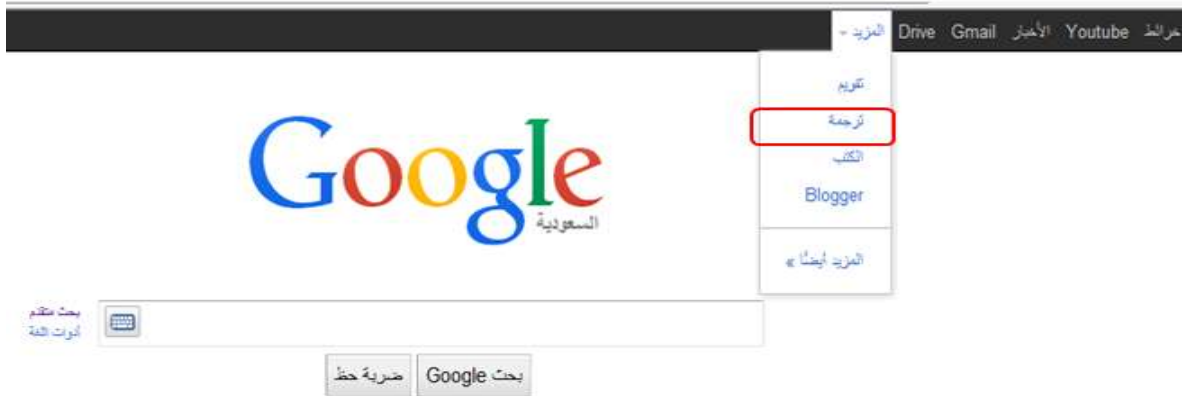 خرائط Youtube الأخبار Gmail Drive المزيد
تقويم
ترجمة
الكتب
Blogger
المزيد أيضًا »
Google
السعودية
بحث متقدم
أدوات اللغة
بحث Google ضربة حظ